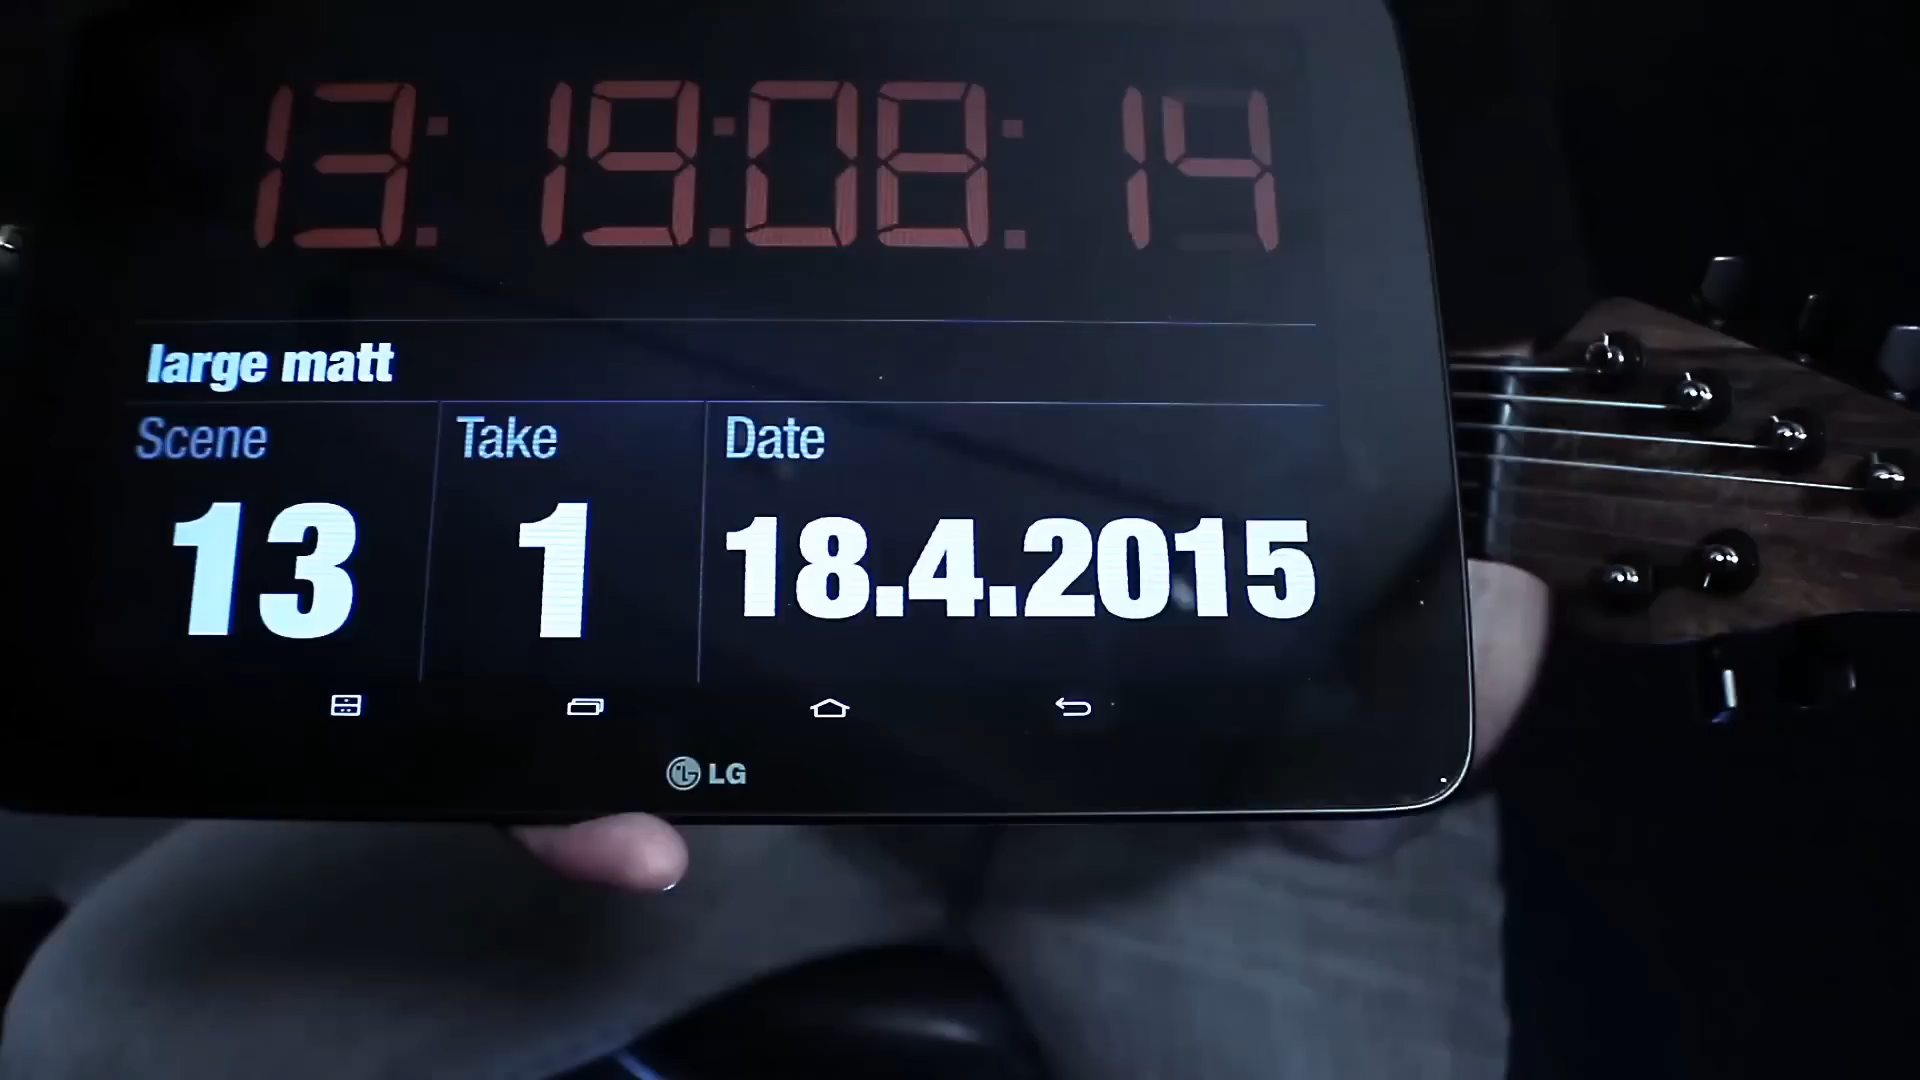 13:19:08:14
large matt
Scene Take Date
13 1 18.4.2015
LG